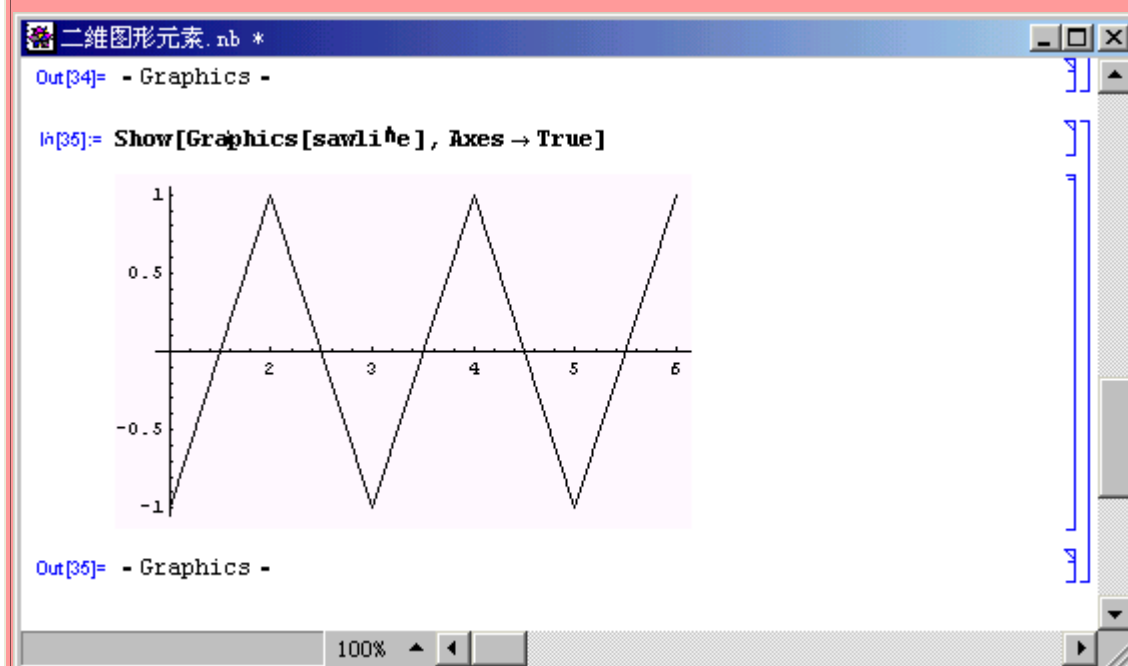 二维图形元素.nb *
Out[34]= - Graphics -
In[35]:= Show[Graphics[sawline], Axes → True]
1
0.5
2 3 4 5 6
-0.5
-1
Out[35]= - Graphics -
100%